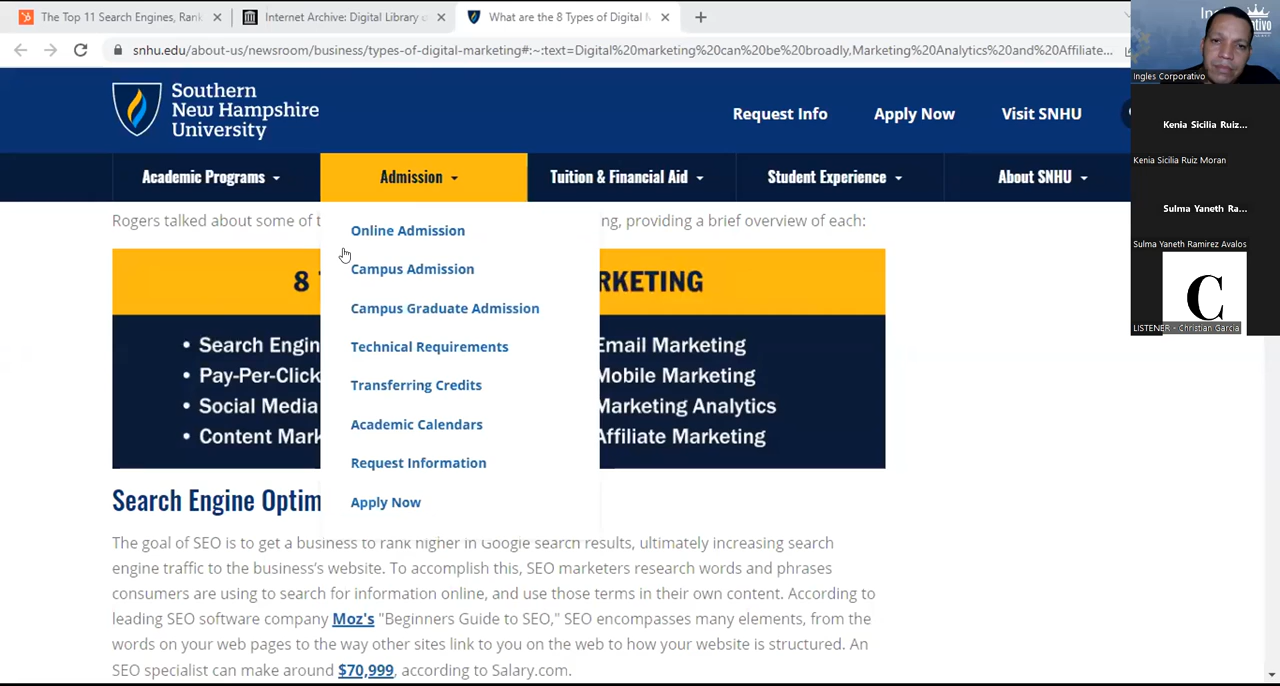 The Top 11 Search Engines, Rank
Internet Archive: Digital Library o
What are the 8 Types of Digital M
snhu.edu/about-us/newsroom/business/types-of-digital-marketing#:~:text=Digital%20marketing%20can%20be%20broadly,Marketing%20Analytics%20and%20Affiliate...
Southern
New Hampshire
University
Request Info
Apply Now
Visit SNHU
Academic Programs
Admission
Tuition & Financial Aid
Student Experience
About SNHU
Rogers talked about some of t
ng, providing a brief overview of each:
Online Admission
Campus Admission
Campus Graduate Admission
Technical Requirements
Transferring Credits
Academic Calendars
Request Information
Apply Now
8
RKETING
• Search Engin
• Pay-Per-Click
• Social Media
• Content Mark
Email Marketing
Mobile Marketing
Marketing Analytics
Affiliate Marketing
Search Engine Optim
The goal of SEO is to get a business to rank higher in Google search results, ultimately increasing search
engine traffic to the business's website. To accomplish this, SEO marketers research words and phrases
consumers are using to search for information online, and use those terms in their own content. According to
leading SEO software company Moz's "Beginners Guide to SEO," SEO encompasses many elements, from the
words on your web pages to the way other sites link to you on the web to how your website is structured. An
SEO specialist can make around $70,999, according to Salary.com.
Ingles Corporativo
Kenia Sicilia Ruiz...
Kenia Sicilia Ruiz Moran
Sulma Yaneth Ra...
Sulma Yaneth Ramirez Avalos
C
LISTENER - Christian Garcia